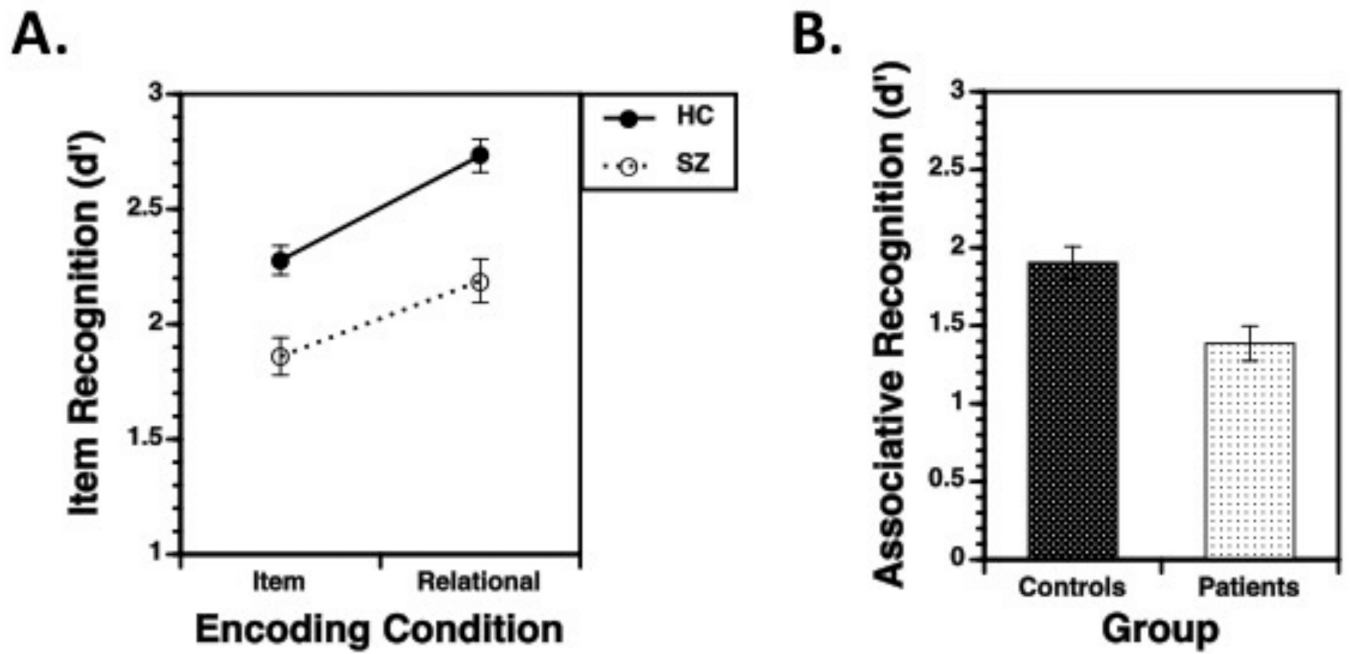 A.
Item Recognition (d')
3
2.5
2
1.5
1
Item
Relational
Encoding Condition
HC
SZ
B.
Associative Recognition (d')
3
2.5
2
1.5
1
0.5
0
Controls
Patients
Group